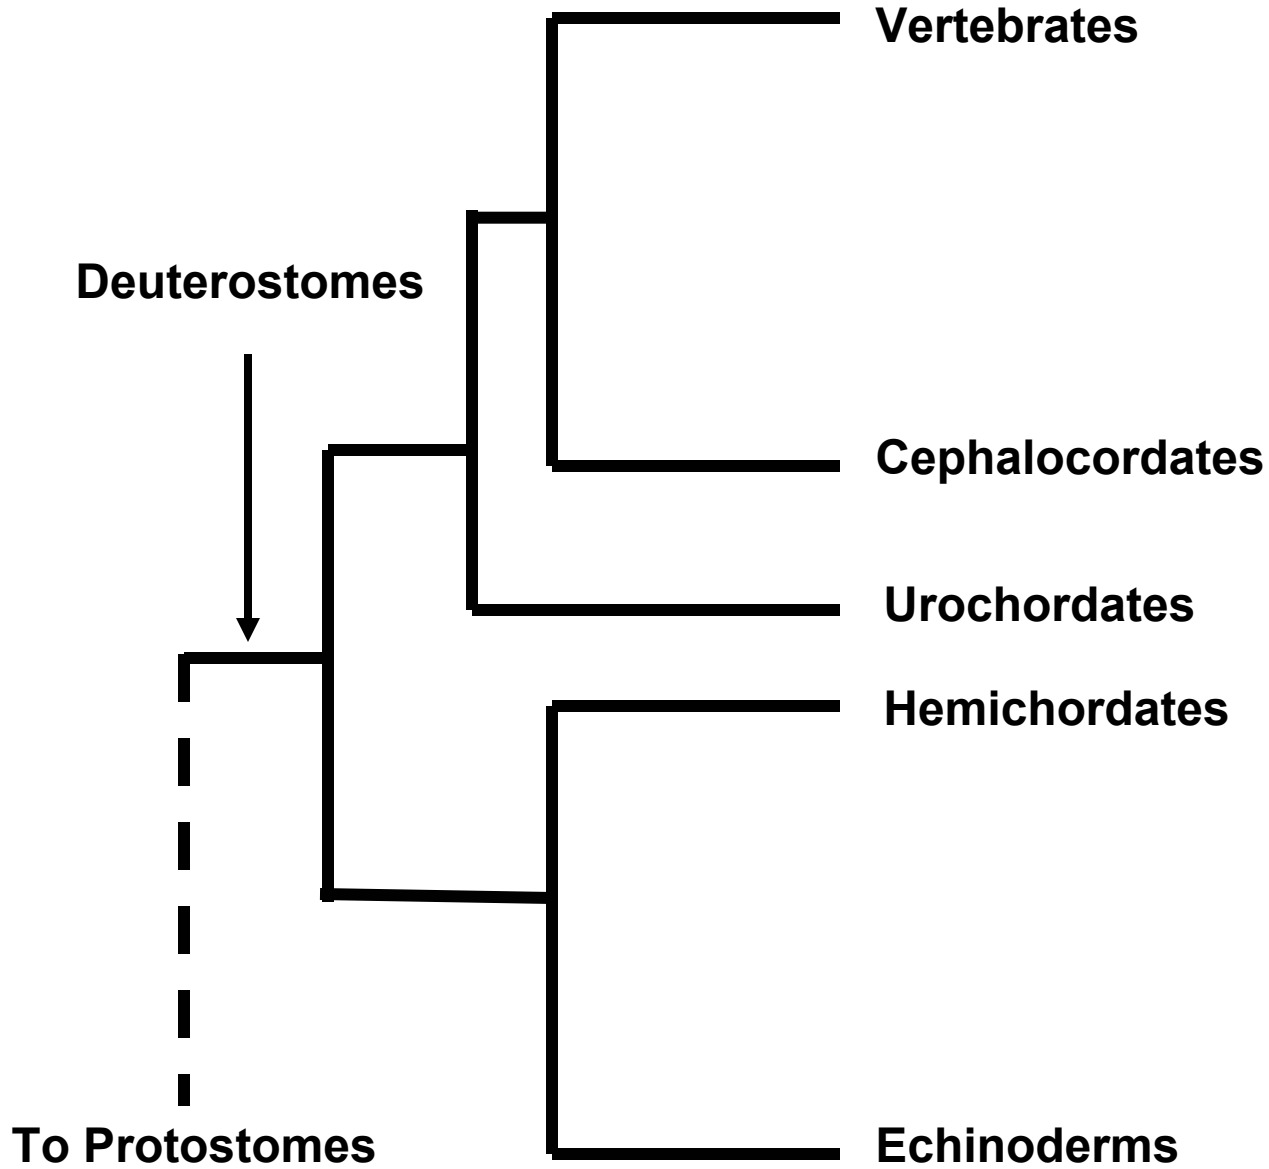 Vertebrates
Deuterostomes
Cephalocordates
Urochordates
Hemichordates
To Protostomes
Echinoderms